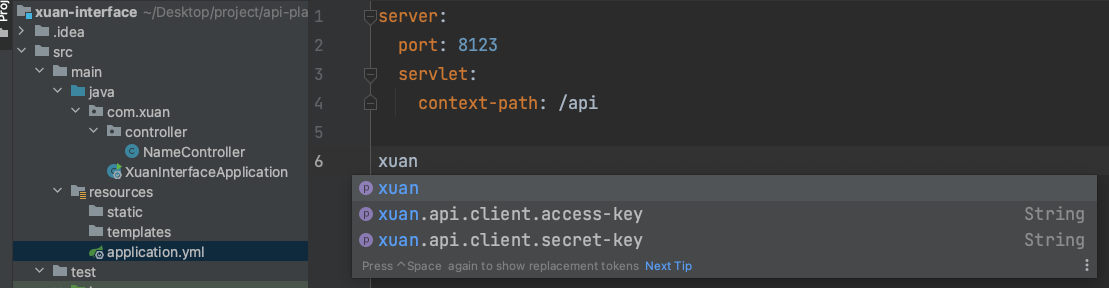 Pro
xuan-interface ~/Desktop/project/api-pla
.idea
src
main
java
com.xuan
controller
NameController
XuanInterfaceApplication
resources
static
templates
application.yml
test
1 server:
2 port: 8123
3 servlet:
4 context-path: /api
5
6 xuan
xuan
xuan.api.client.access-key String
xuan.api.client.secret-key String
Press ^Space again to show replacement tokens Next Tip